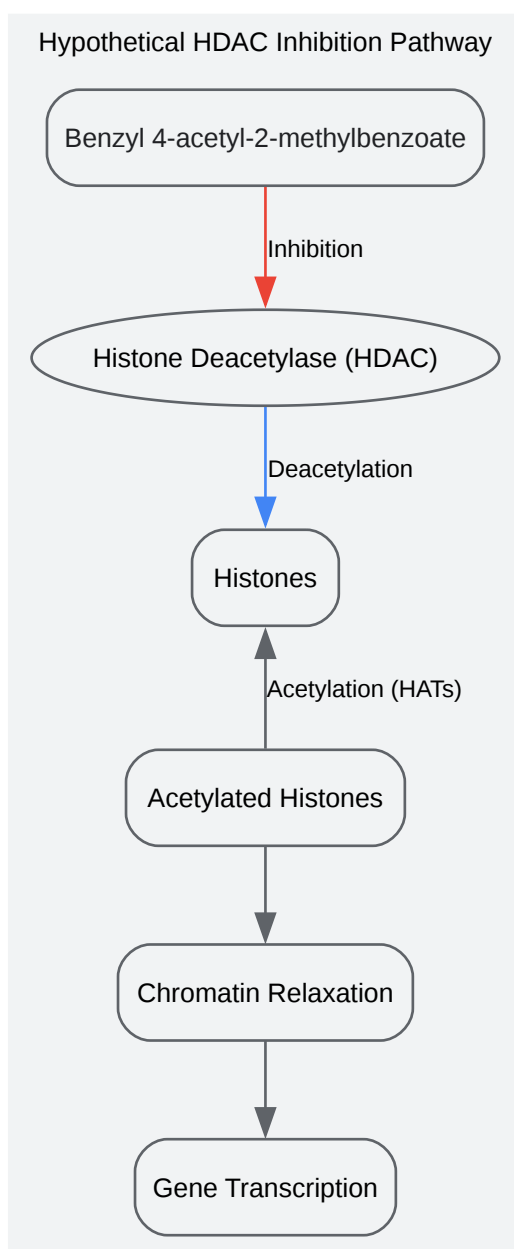 Hypothetical HDAC Inhibition Pathway
Benzyl 4-acetyl-2-methylbenzoate
Inhibition
Histone Deacetylase (HDAC)
Deacetylation
Histones
Acetylation (HATs)
Acetylated Histones
Chromatin Relaxation
Gene Transcription